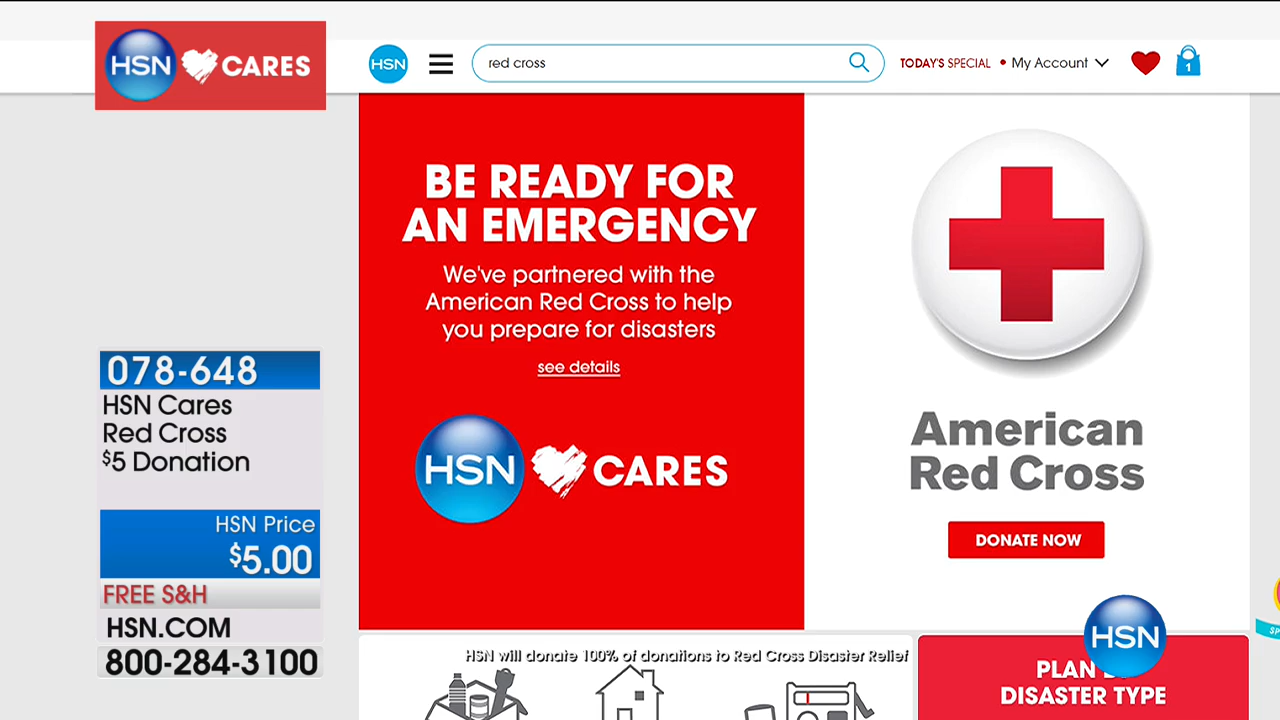 HSN CARES
HSN
red cross
TODAY'S SPECIAL • My Account
1
BE READY FOR
AN EMERGENCY
We've partnered with the
American Red Cross to help
you prepare for disasters
see details
HSN CARES
American
Red Cross
DONATE NOW
078-648
HSN Cares
Red Cross
$5 Donation
HSN Price
$5.00
FREE S&H
HSN.COM
800-284-3100
HSN will donate 100% of donations to Red Cross Disaster Relief
HSN
PLAN
DISASTER TYPE